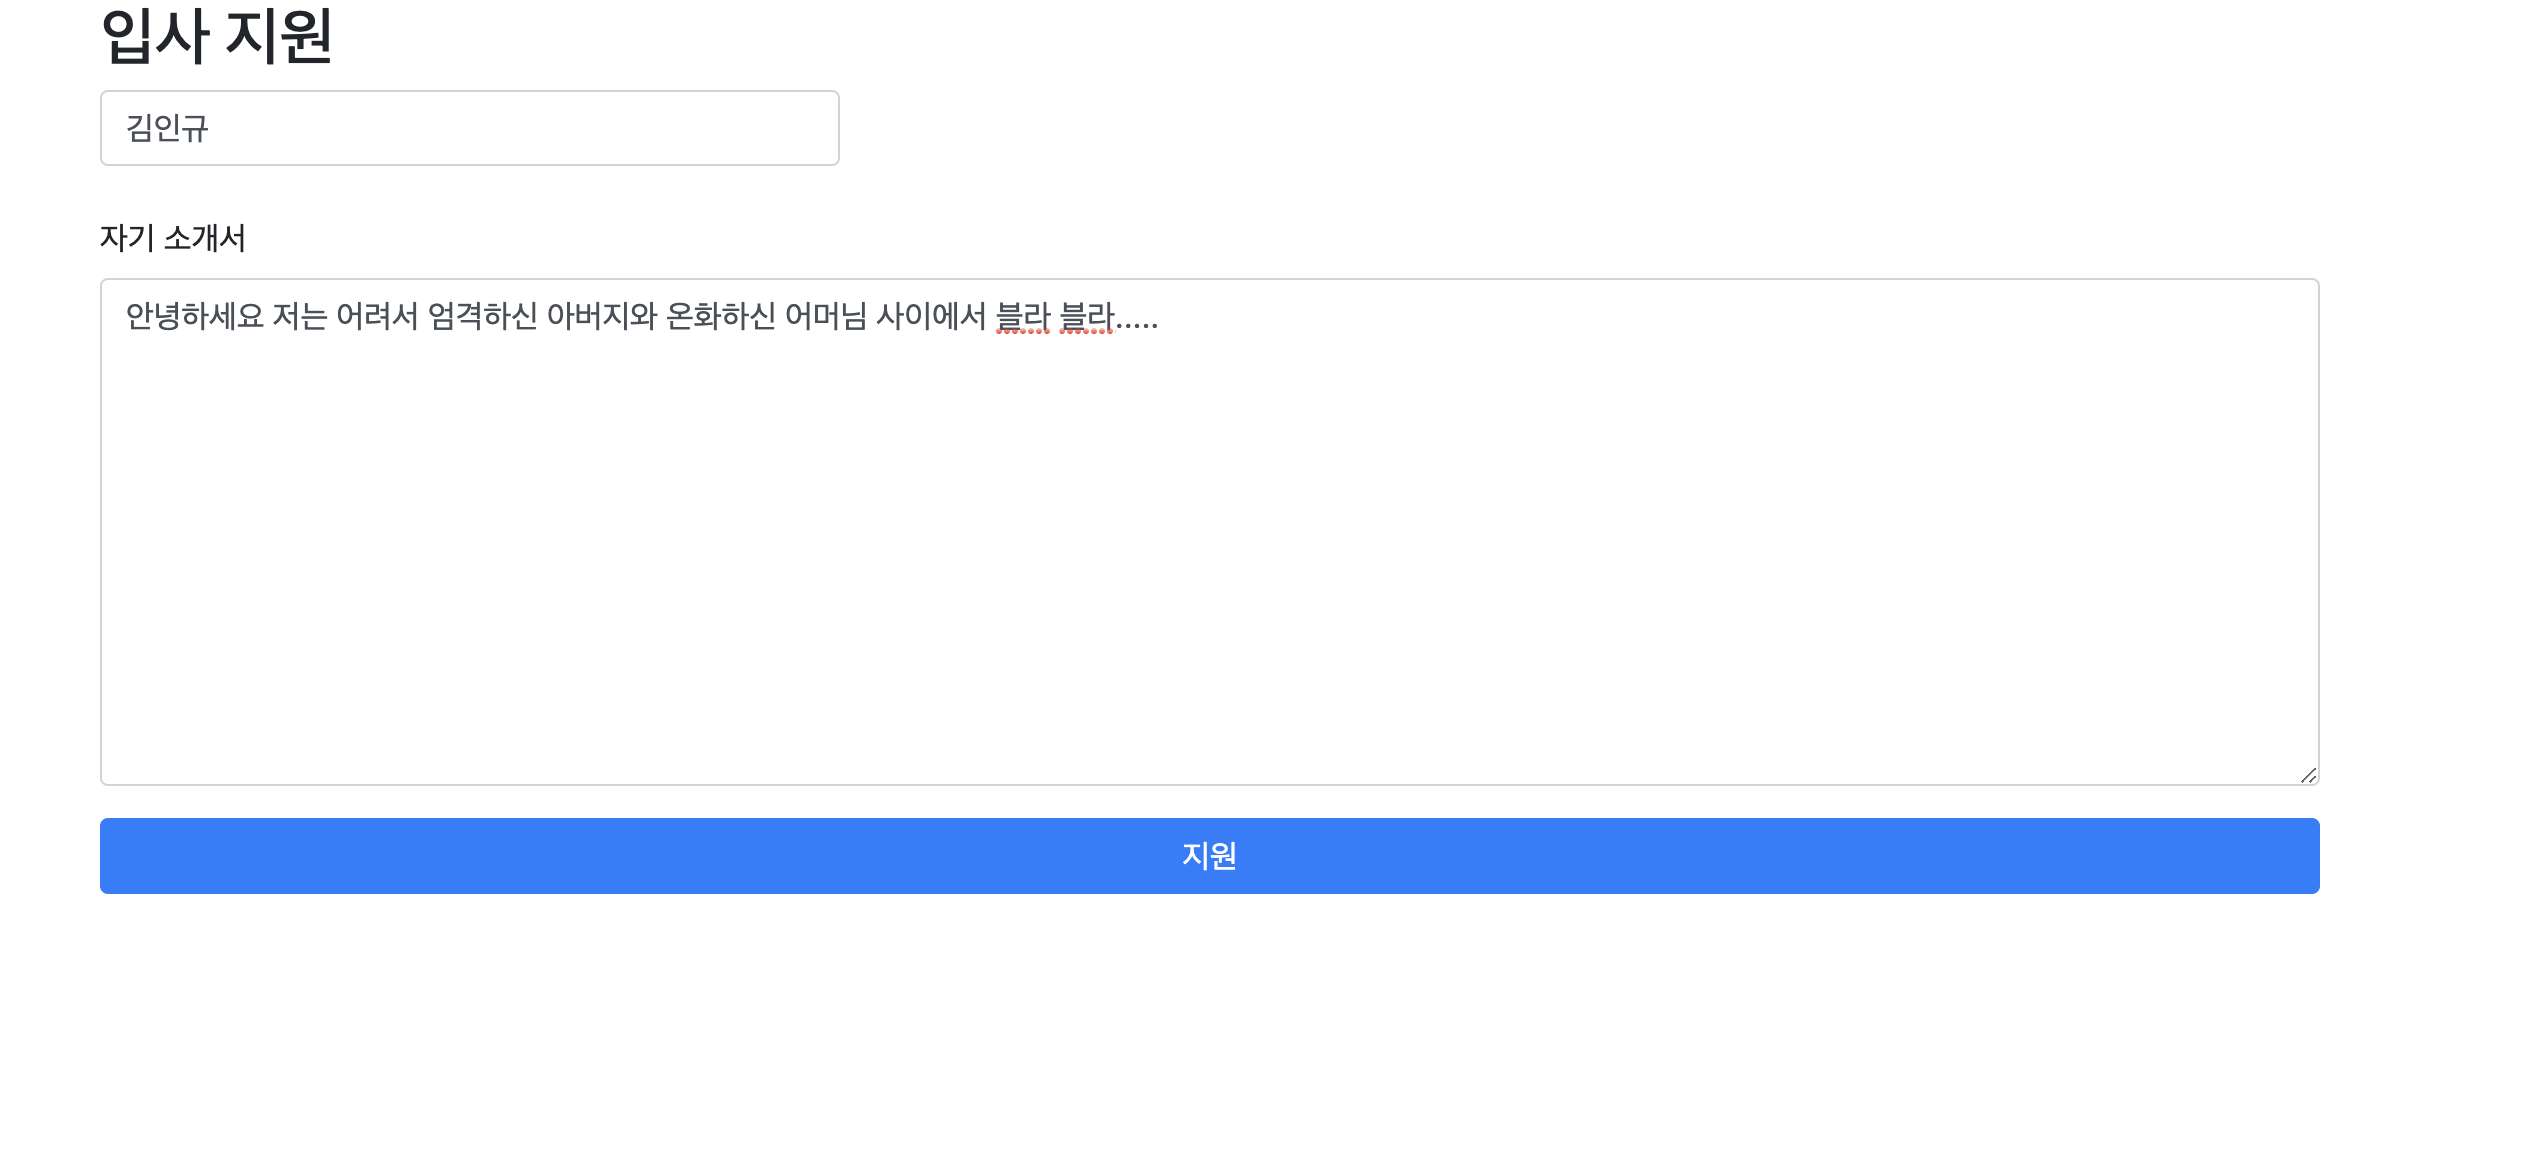 입사 지원
김인규
자기 소개서
안녕하세요 저는 어려서 엄격하신 아버지와 온화하신 어머님 사이에서 블라 블라.....
지원